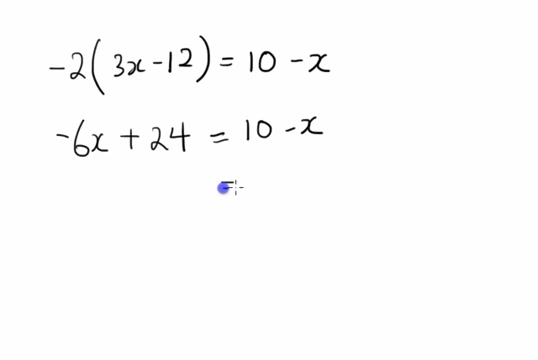 -2(3x-12) = 10 -x
-6x + 24 = 10 -x